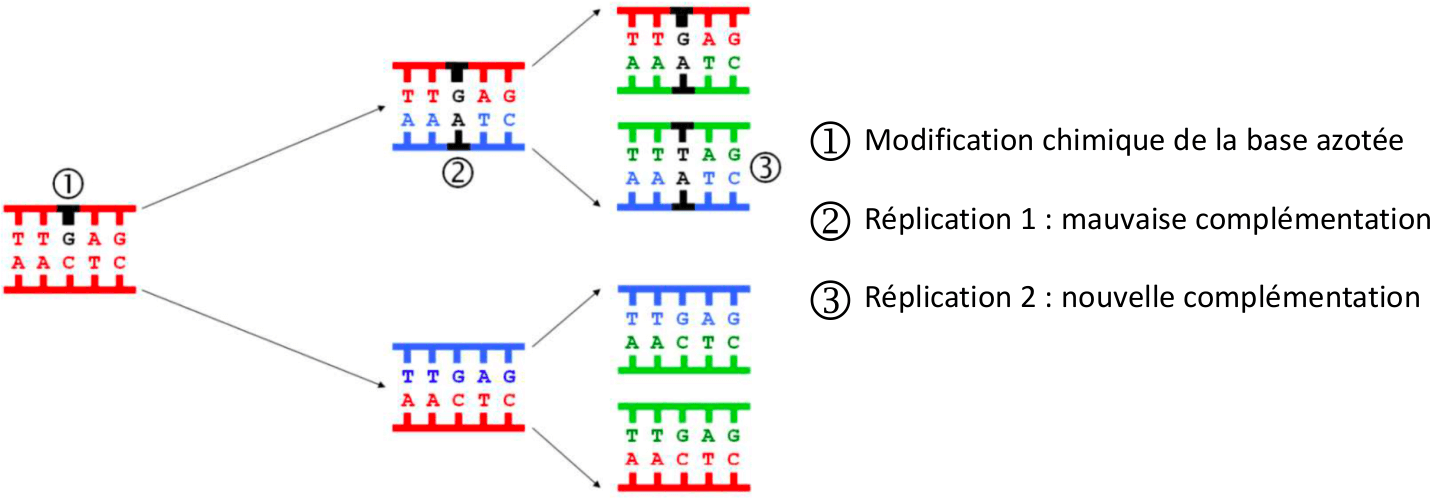 ①
T T G A G
A A C T C
T T G A G
A A A T C
②
T T G A G
A A C T C
T T G A G
A A A T C
T T T A G
A A A T C
③
T T G A G
A A C T C
T T G A G
A A C T C
① Modification chimique de la base azotée
② Réplication 1 : mauvaise complémentation
③ Réplication 2 : nouvelle complémentation